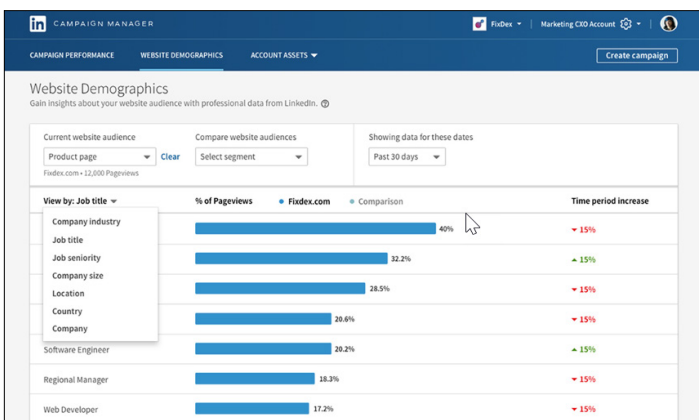 in CAMPAIGN MANAGER
FixDex
Marketing CXO Account
CAMPAIGN PERFORMANCE
WEBSITE DEMOGRAPHICS
ACCOUNT ASSETS
Create campaign
Website Demographics
Gain insights about your website audience with professional data from LinkedIn.
Current website audience
Compare website audiences
Showing data for these dates
Product page
Clear
Select segment
Past 30 days
Fixdex.com • 12,000 Pageviews
View by: Job title
% of Pageviews
Fixdex.com
Comparison
Time period increase
Company industry
Job title
Job seniority
Company size
Location
Country
Company
40%
15%
32.2%
15%
28.5%
15%
20.6%
15%
Software Engineer
20.2%
15%
Regional Manager
18.3%
15%
Web Developer
17.2%
15%